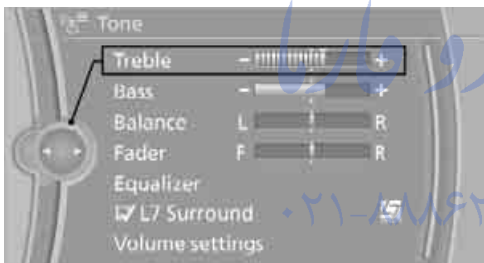 Tone
Treble - +
Bass - +
Balance L R
Fader F R
Equalizer
L7 Surround
Volume settings